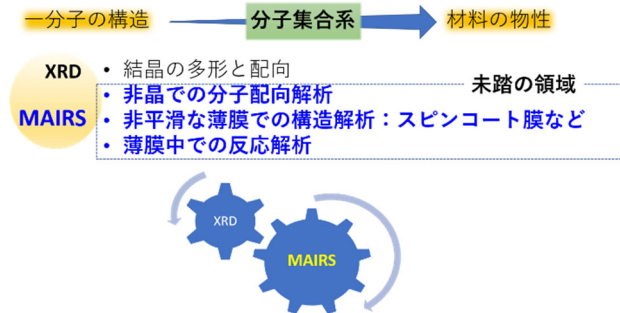 一分子の構造 分子集合系 材料の物性
XRD • 結晶の多形と配向
未踏の領域
• 非晶での分子配向解析
MAIRS • 非平滑な薄膜での構造解析：スピンコート膜など
• 薄膜中での反応解析
XRD
MAIRS